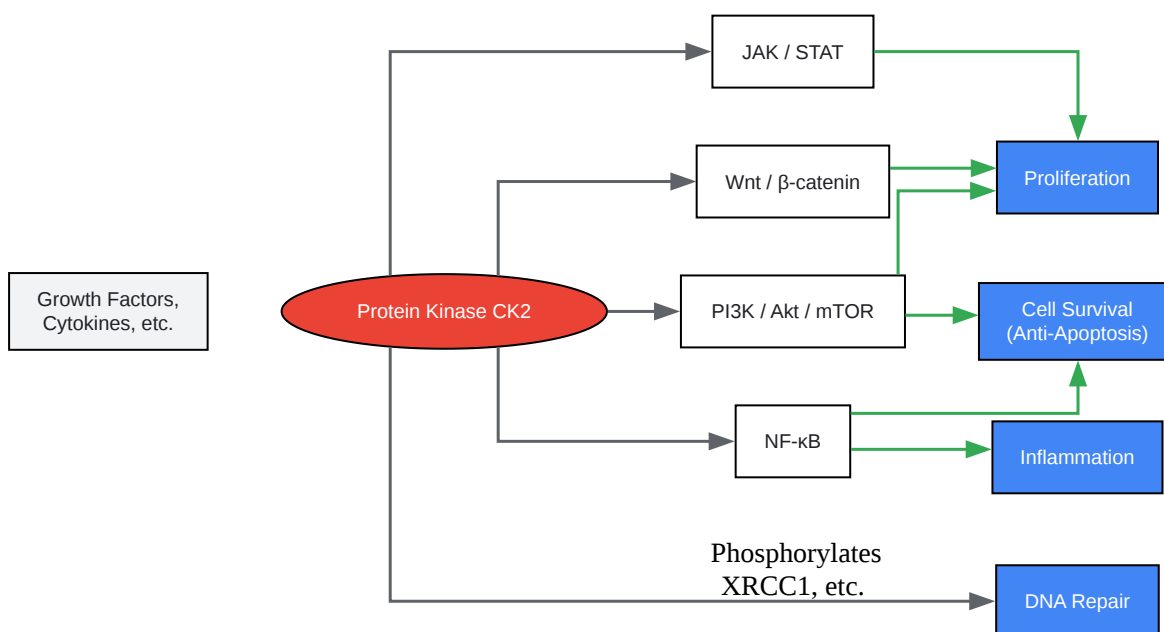 JAK / STAT
Wnt / β-catenin
Proliferation
Growth Factors,
Cytokines, etc.
Protein Kinase CK2
PI3K / Akt / mTOR
Cell Survival
(Anti-Apoptosis)
NF-κB
Inflammation
Phosphorylates
XRCC1, etc.
DNA Repair